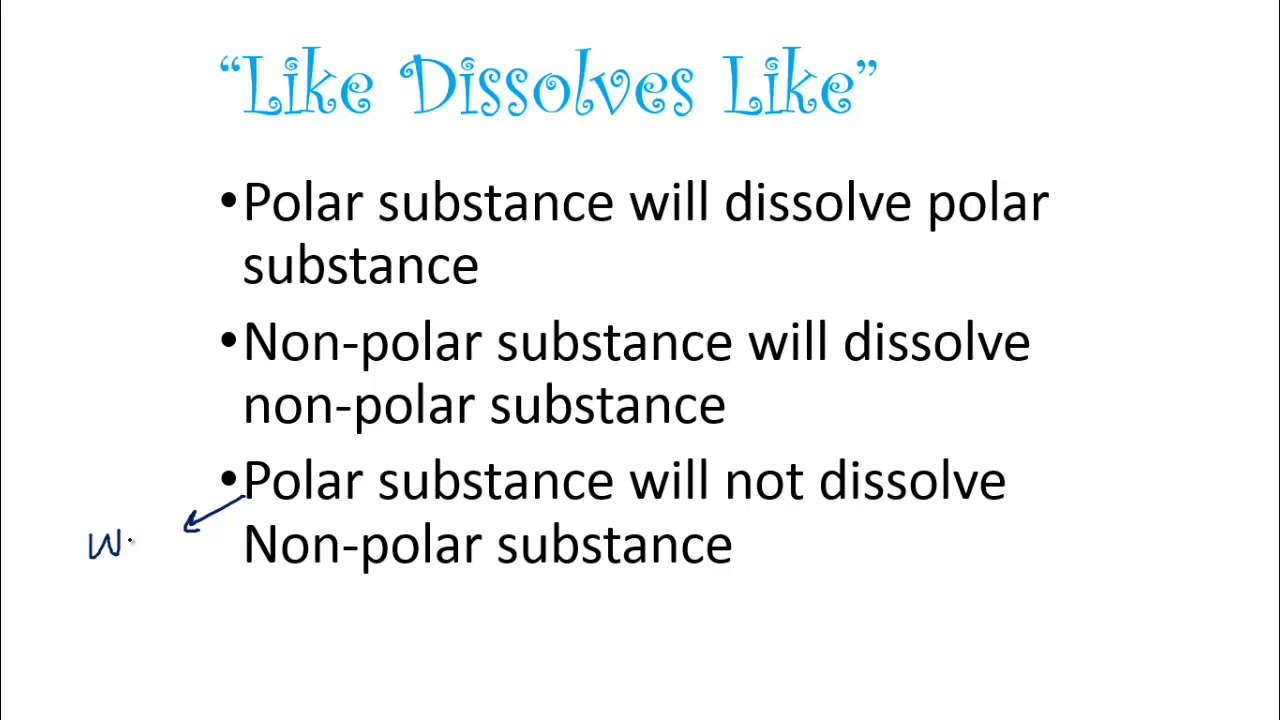 “Like Dissolves Like”
•Polar substance will dissolve polar
substance
•Non-polar substance will dissolve
non-polar substance
•Polar substance will not dissolve
Non-polar substance
W